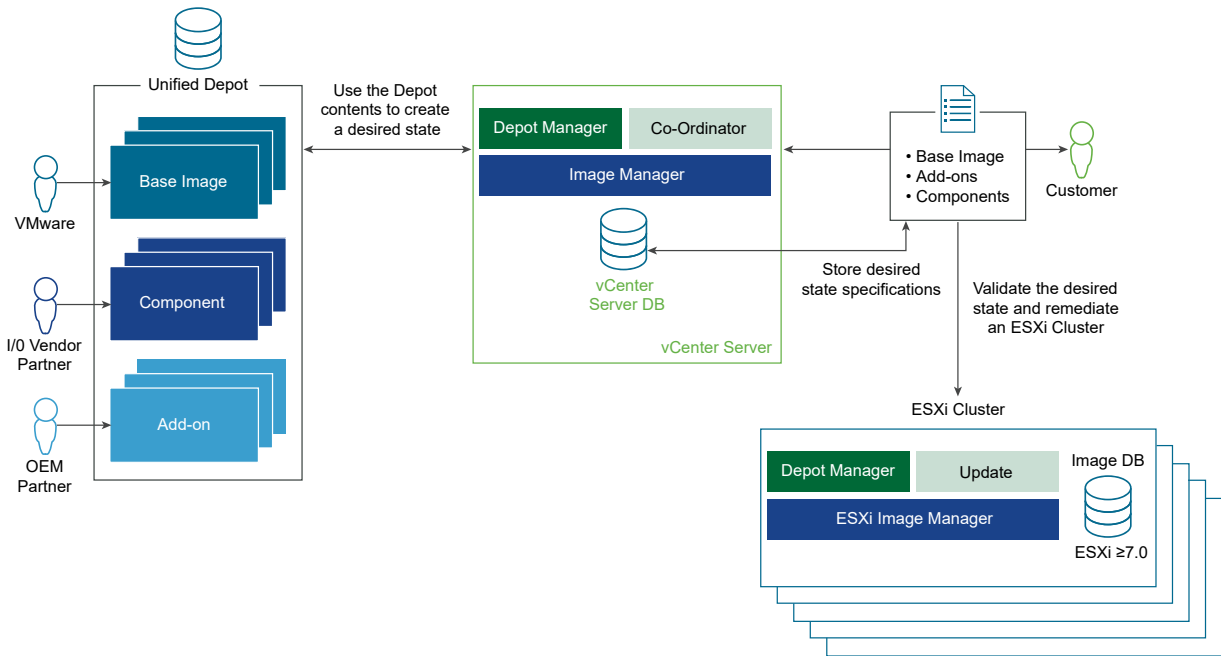 Unified Depot
Base Image
VMware
Component
I/0 Vendor
Partner
Add-on
OEM
Partner
Use the Depot
contents to create
a desired state
Depot Manager
Co-Ordinator
Image Manager
vCenter
Server DB
vCenter Server
• Base Image
• Add-ons
• Components
Customer
Store desired
state specifications
Validate the desired
state and remediate
an ESXi Cluster
ESXi Cluster
Depot Manager
Update
ESXi Image Manager
Image DB
ESXi ≥7.0